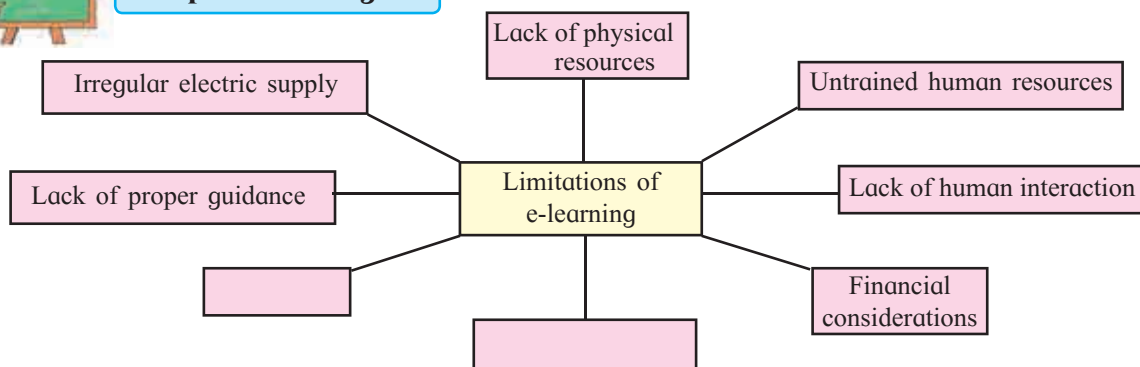 Lack of physical
resources
Irregular electric supply
Untrained human resources
Limitations of
e-learning
Lack of proper guidance
Lack of human interaction
Financial
considerations